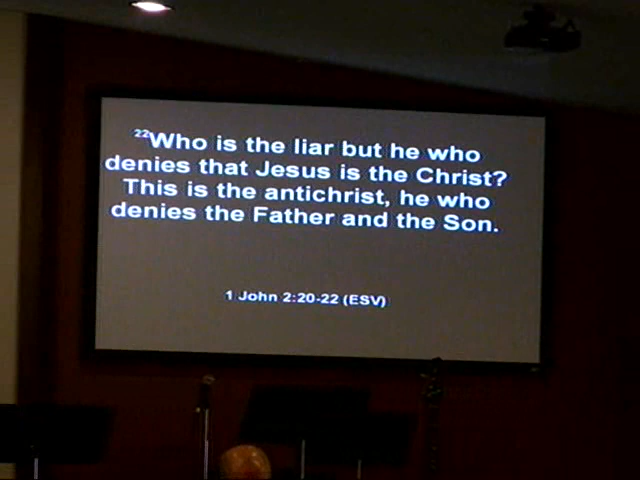 22Who is the liar but he who
denies that Jesus is the Christ?
This is the antichrist, he who
denies the Father and the Son.
1 John 2:20-22 (ESV)